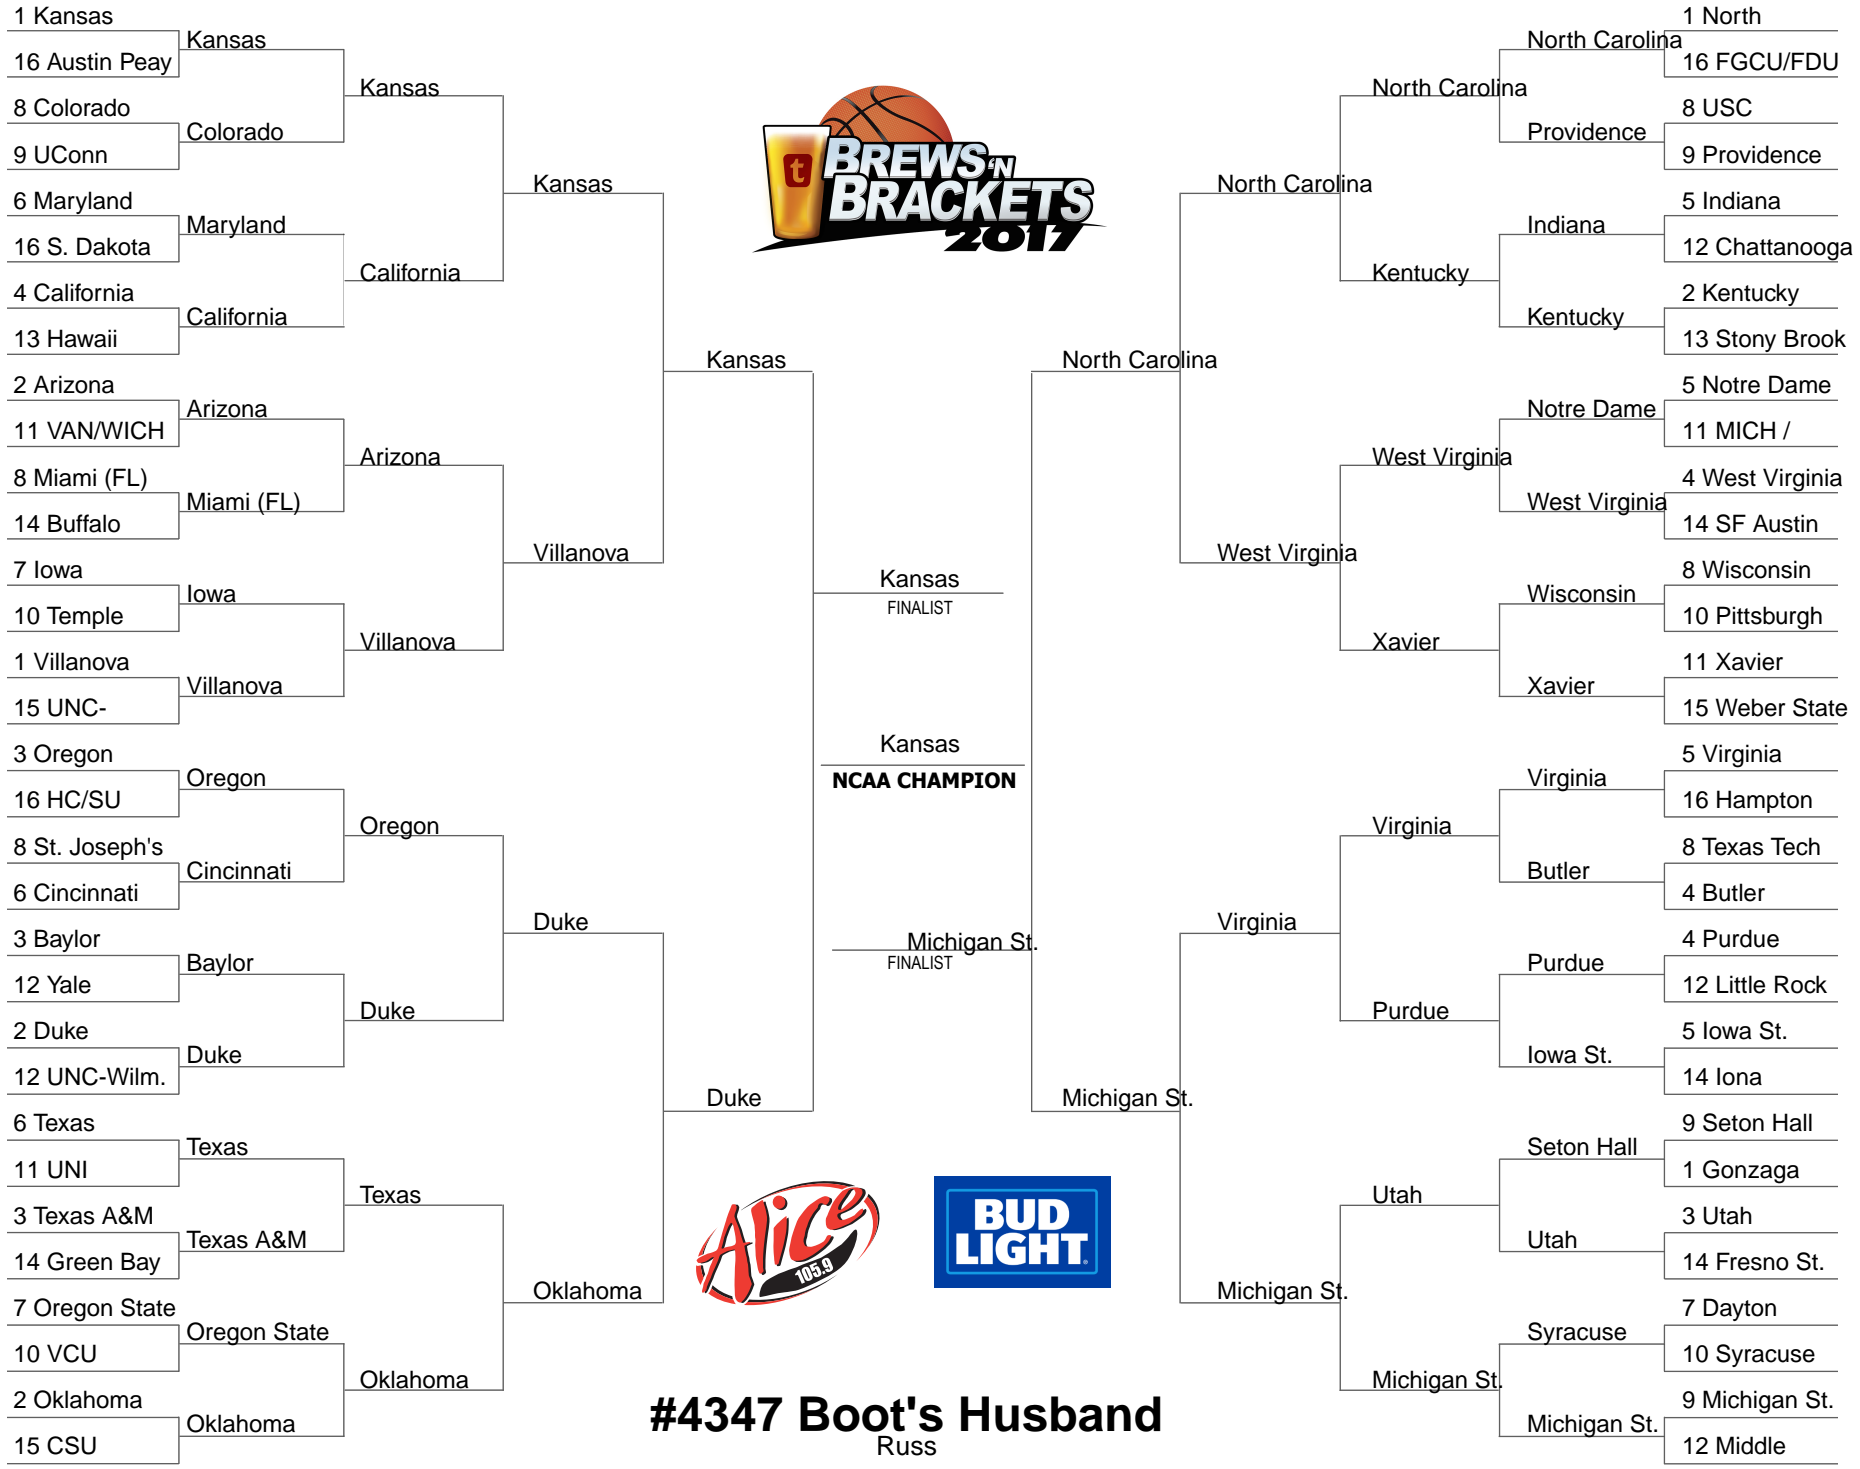 1 Kansas
16 Austin Peay
8 Colorado
9 UConn
6 Maryland
16 S. Dakota
4 California
13 Hawaii
2 Arizona
11 VAN/WICH
8 Miami (FL)
14 Buffalo
7 Iowa
10 Temple
1 Villanova
15 UNC-
3 Oregon
16 HC/SU
8 St. Joseph's
6 Cincinnati
3 Baylor
12 Yale
2 Duke
12 UNC-Wilm.
6 Texas
11 UNI
3 Texas A&M
14 Green Bay
7 Oregon State
10 VCU
2 Oklahoma
15 CSU
Kansas
Colorado
Maryland
California
Arizona
Miami (FL)
Iowa
Villanova
Oregon
Cincinnati
Baylor
Duke
Texas
Texas A&M
Oregon State
Oklahoma
Kansas
California
Arizona
Villanova
Oregon
Duke
Texas
Oklahoma
Kansas
Villanova
Duke
Oklahoma
Kansas
Duke
t
BREWS 'N
BRACKETS
2017
Kansas
FINALIST
Kansas
NCAA CHAMPION
Michigan St.
FINALIST
Alice
105.9
BUD
LIGHT
#4347 Boot's Husband
Russ
North Carolina
Michigan St.
North Carolina
West Virginia
Virginia
Michigan St.
North Carolina
Kentucky
West Virginia
Xavier
Virginia
Purdue
Utah
Michigan St.
North Carolina
Providence
Indiana
Kentucky
Notre Dame
West Virginia
Wisconsin
Xavier
Virginia
Butler
Purdue
Iowa St.
Seton Hall
Utah
Syracuse
Michigan St.
1 North
16 FGCU/FDU
8 USC
9 Providence
5 Indiana
12 Chattanooga
2 Kentucky
13 Stony Brook
5 Notre Dame
11 MICH /
4 West Virginia
14 SF Austin
8 Wisconsin
10 Pittsburgh
11 Xavier
15 Weber State
5 Virginia
16 Hampton
8 Texas Tech
4 Butler
4 Purdue
12 Little Rock
5 Iowa St.
14 Iona
9 Seton Hall
1 Gonzaga
3 Utah
14 Fresno St.
7 Dayton
10 Syracuse
9 Michigan St.
12 Middle